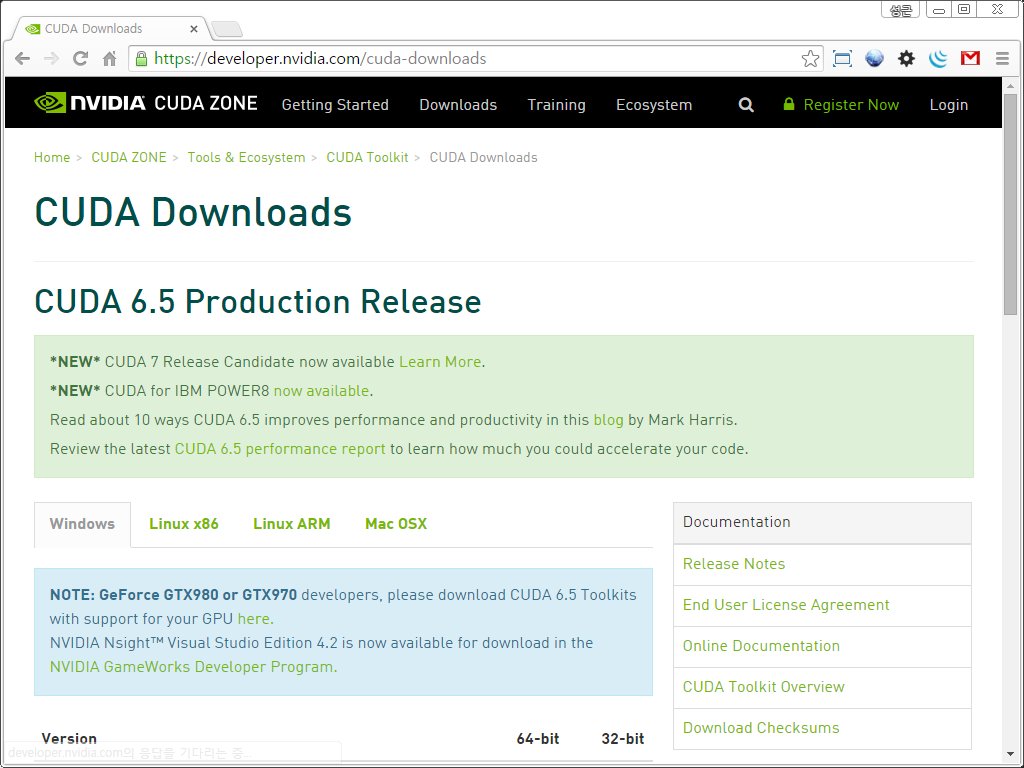 성근
CUDA Downloads
https://developer.nvidia.com/cuda-downloads
NVIDIA CUDA ZONE Getting Started Downloads Training Ecosystem Register Now Login
Home > CUDA ZONE > Tools & Ecosystem > CUDA Toolkit > CUDA Downloads
CUDA Downloads
CUDA 6.5 Production Release
*NEW* CUDA 7 Release Candidate now available Learn More.
*NEW* CUDA for IBM POWER8 now available.
Read about 10 ways CUDA 6.5 improves performance and productivity in this blog by Mark Harris.
Review the latest CUDA 6.5 performance report to learn how much you could accelerate your code.
Windows Linux x86 Linux ARM Mac OSX
NOTE: GeForce GTX980 or GTX970 developers, please download CUDA 6.5 Toolkits
with support for your GPU here.
NVIDIA Nsight™ Visual Studio Edition 4.2 is now available for download in the
NVIDIA GameWorks Developer Program.
Version 64-bit 32-bit
Documentation
Release Notes
End User License Agreement
Online Documentation
CUDA Toolkit Overview
Download Checksums
developer.nvidia.com의 응답을 기다리는 중...